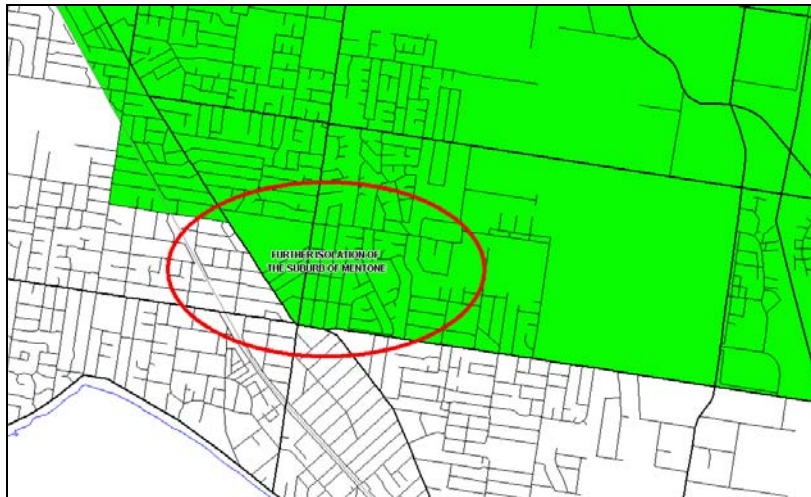 FURTHER ISOLATION OF
THE SUBURB OF MENTONE